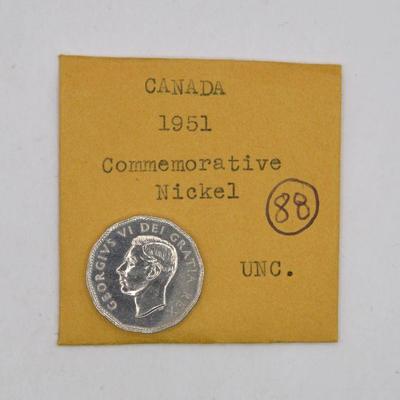 CANADA
1951
Commemorative
Nickel
88
UNC.
GEORGIVS VI DEI GRATIA REX